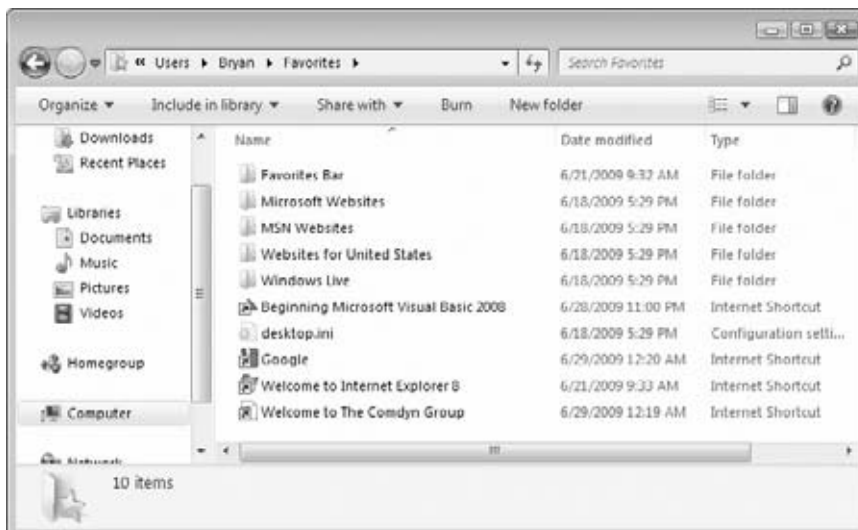 « Users ▸ Bryan ▸ Favorites ▸ Search Favorites
Organize Include in library Share with Burn New folder
Downloads
Recent Places
Libraries
Documents
Music
Pictures
Videos
Homegroup
Computer
Network
Name Date modified Type
Favorites Bar 6/21/2009 9:32 AM File folder
Microsoft Websites 6/18/2009 5:29 PM File folder
MSN Websites 6/18/2009 5:29 PM File folder
Websites for United States 6/18/2009 5:29 PM File folder
Windows Live 6/18/2009 5:29 PM File folder
Beginning Microsoft Visual Basic 2008 6/28/2009 11:00 PM Internet Shortcut
desktop.ini 6/18/2009 5:29 PM Configuration setti...
Google 6/29/2009 12:20 AM Internet Shortcut
Welcome to Internet Explorer 8 6/21/2009 9:33 AM Internet Shortcut
Welcome to The Comdyn Group 6/29/2009 12:19 AM Internet Shortcut
10 items